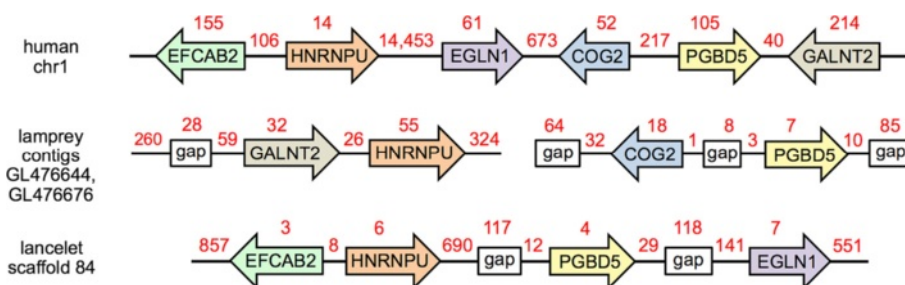 155 14 61 52 105 214
human chr1
EFCAB2 106 HNRNPU 14,453 EGLN1 673 COG2 217 PGBD5 40 GALNT2
28 32 55 64 18 8 7 85
lamprey contigs GL476644, GL476676
260 gap 59 GALNT2 26 HNRNPU 324 gap 32 COG2 1 gap 3 PGBD5 10 gap
3 6 117 4 118 7
lancelet scaffold 84
857 EFCAB2 8 HNRNPU 690 gap 12 PGBD5 29 gap 141 EGLN1 551